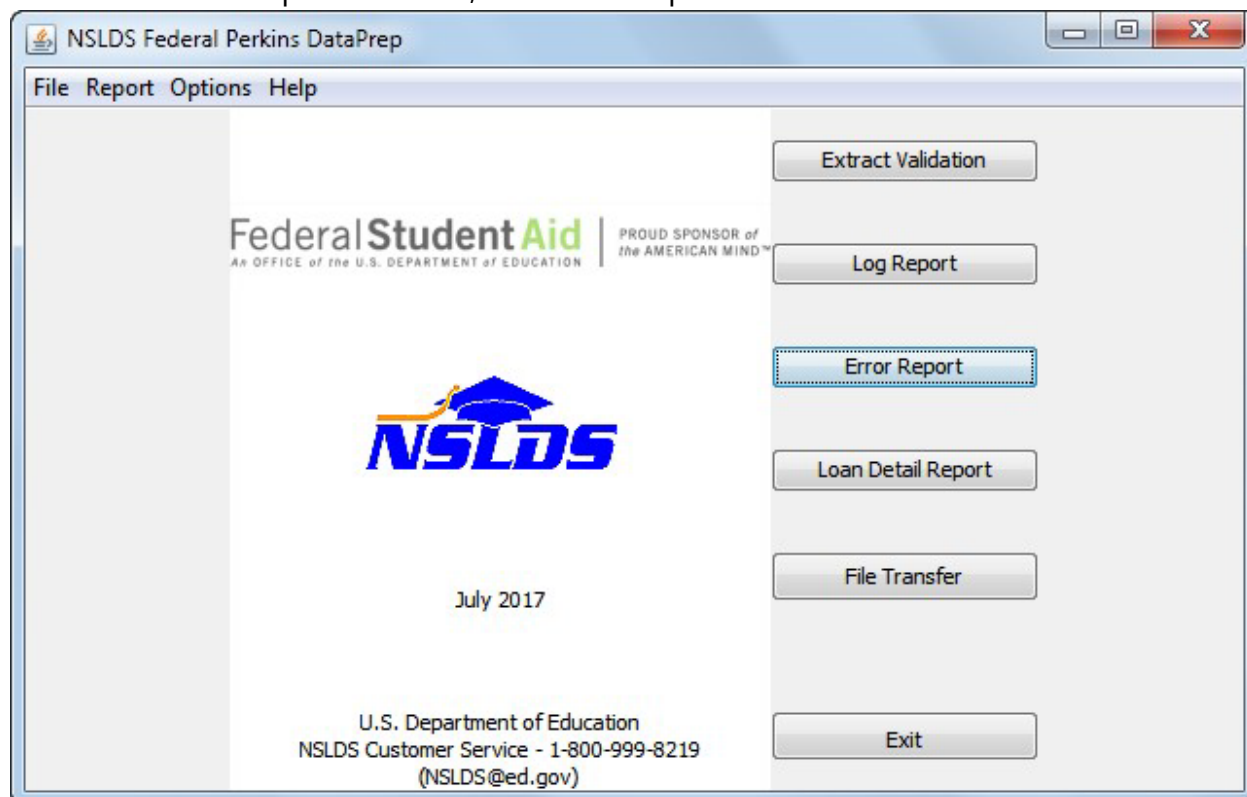 NSLDS Federal Perkins DataPrep
File Report Options Help
Extract Validation
Federal Student Aid
An OFFICE of the U.S. DEPARTMENT of EDUCATION
PROUD SPONSOR of
the AMERICAN MIND™
Log Report
Error Report
NSLDS
Loan Detail Report
File Transfer
July 2017
U.S. Department of Education
NSLDS Customer Service - 1-800-999-8219
(NSLDS@ed.gov)
Exit